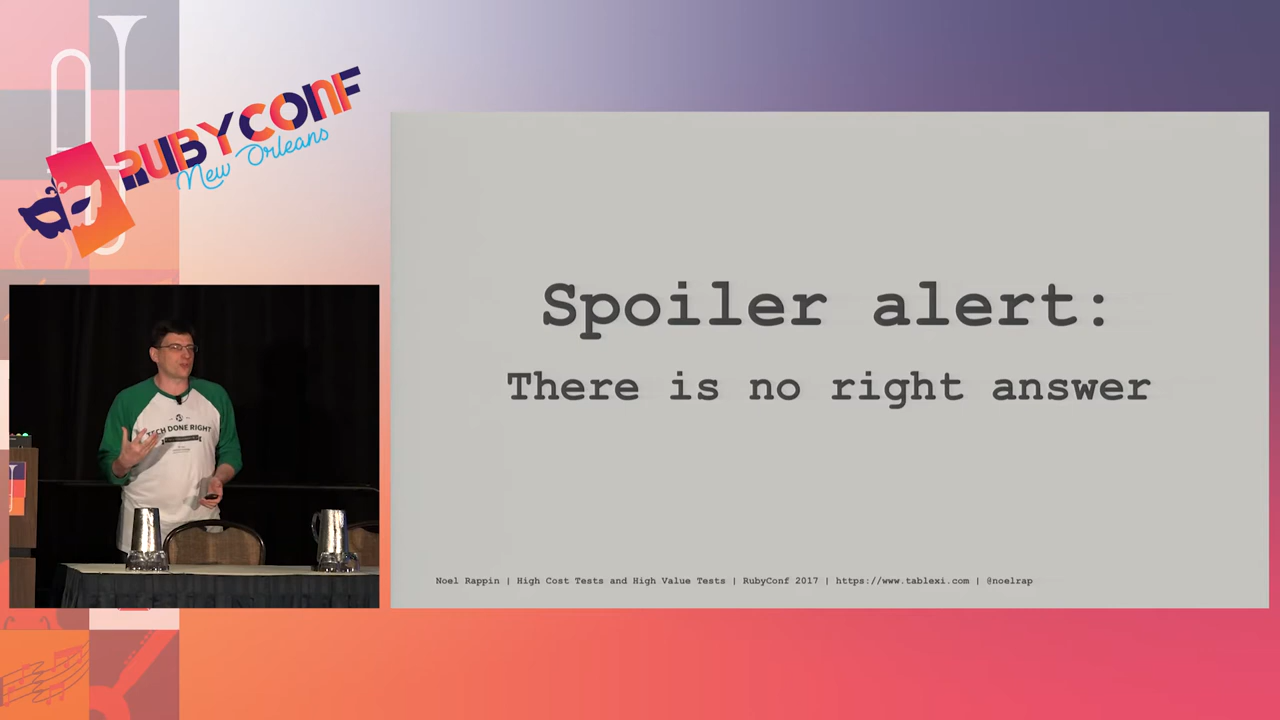 RUBYCONF
New Orleans
Spoiler alert:
There is no right answer
TECH DONE RIGHT
Noel Rappin | High Cost Tests and High Value Tests | RubyConf 2017 | https://www.tablexi.com | @noelrap